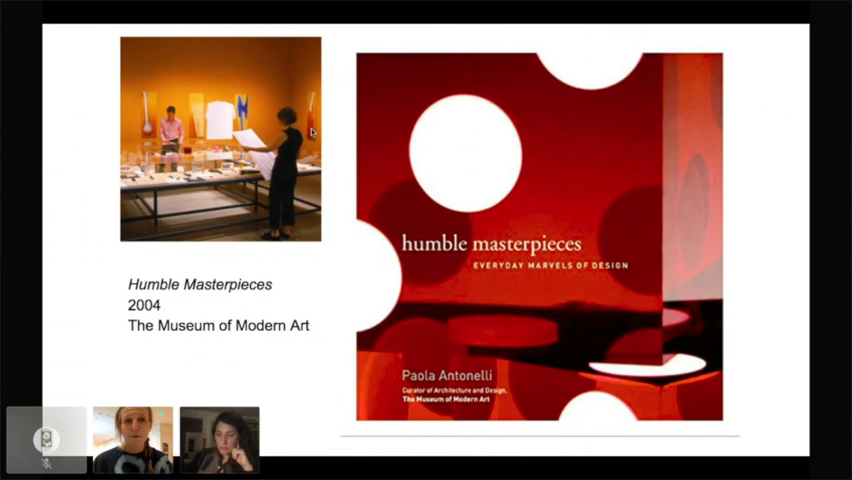 Humble Masterpieces
2004
The Museum of Modern Art
humble masterpieces
EVERYDAY MARVELS OF DESIGN
Paola Antonelli
Curator of Architecture and Design,
The Museum of Modern Art